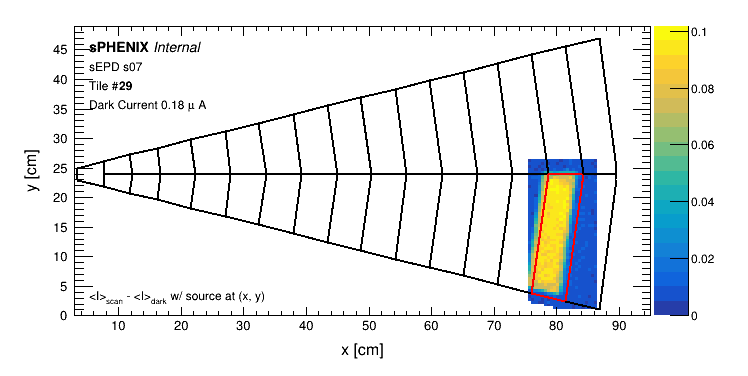 sPHENIX Internal
sEPD s07
Tile #29
Dark Current 0.18 μ A
<I>scan - <I>dark w/ source at (x, y)
y [cm]
45
40
35
30
25
20
15
10
5
0
10 20 30 40 50 60 70 80 90
x [cm]
0.1
0.08
0.06
0.04
0.02
0